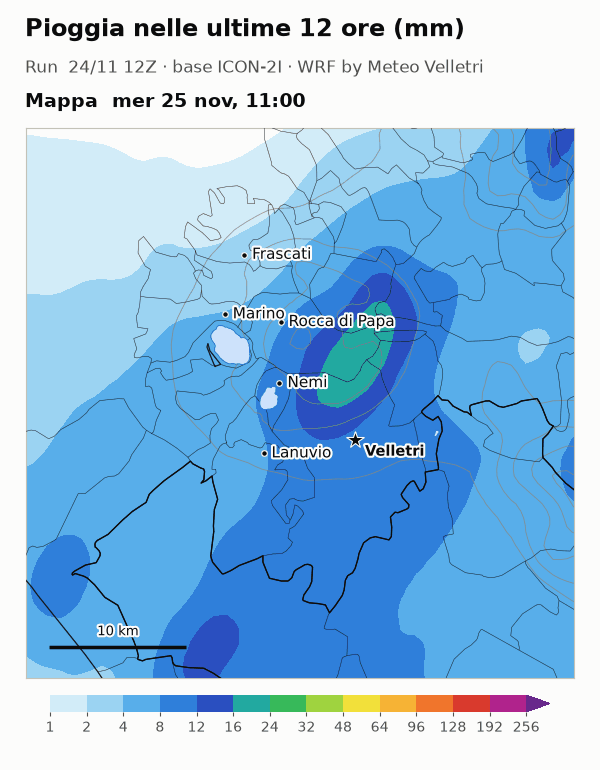 Pioggia nelle ultime 12 ore (mm)
Run 24/11 12Z · base ICON-2I · WRF by Meteo Velletri
Mappa mer 25 nov, 11:00
Frascati
Marino
Rocca di Papa
Nemi
Velletri
Lanuvio
10 km
1 2 4 8 12 16 24 32 48 64 96 128 192 256